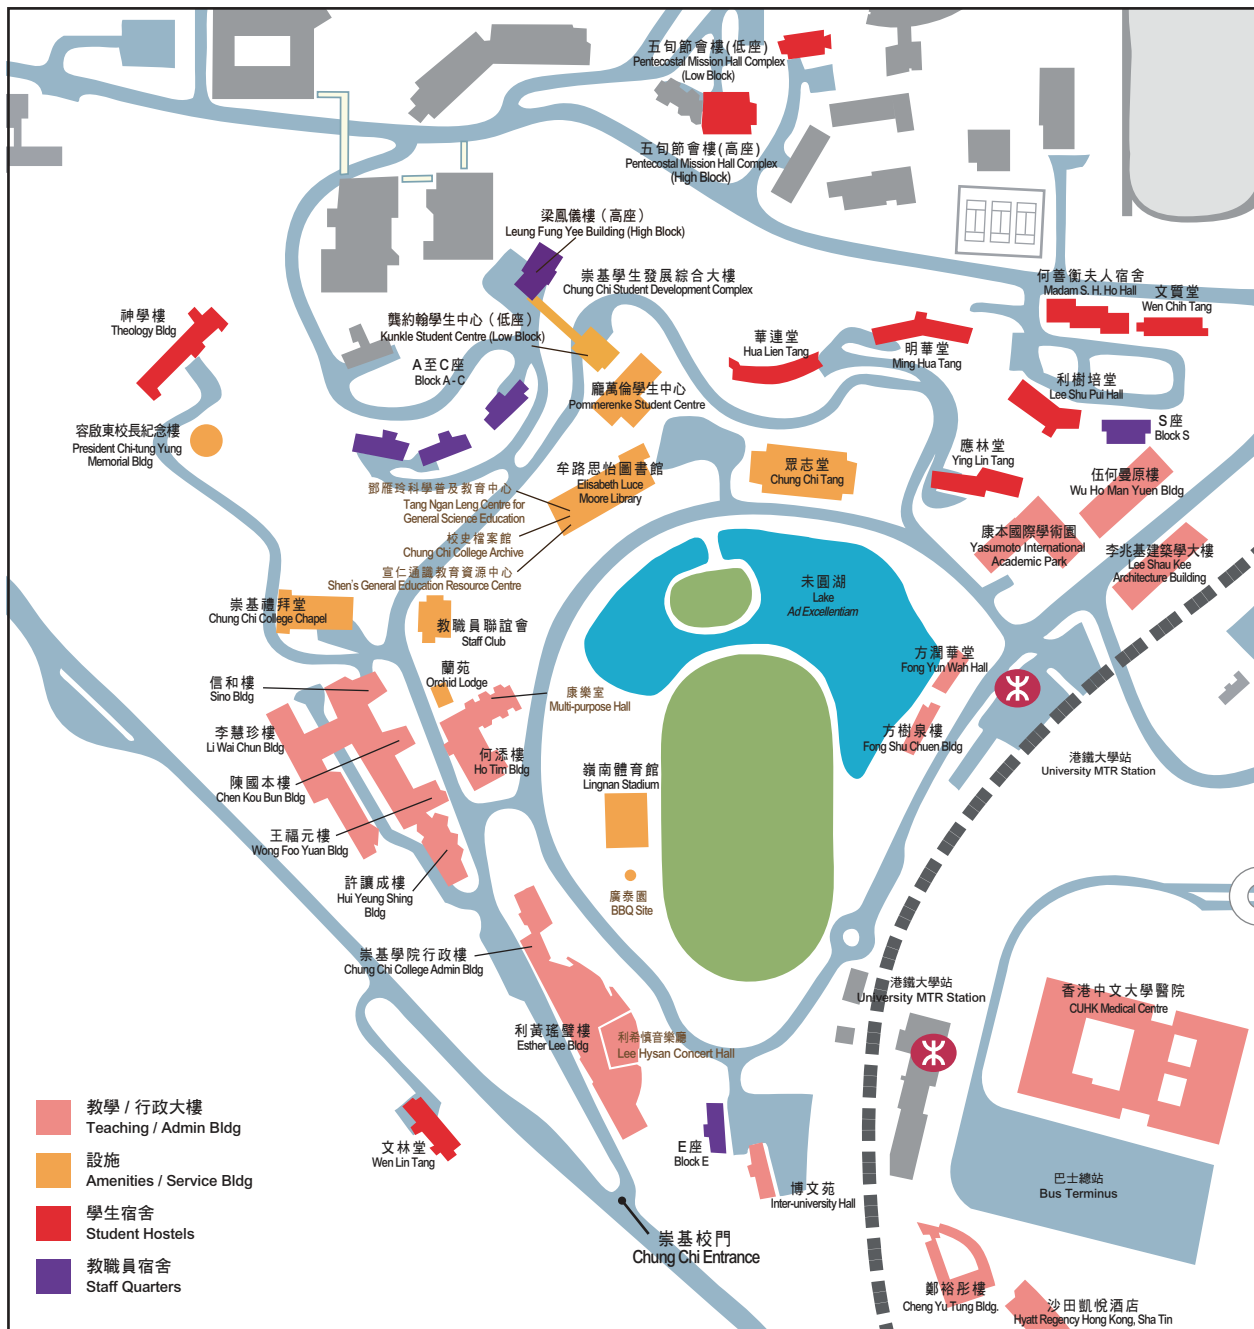 五旬節會樓(低座)
Pentecostal Mission Hall Complex
(Low Block)
五旬節會樓(高座)
Pentecostal Mission Hall Complex
(High Block)
梁鳳儀樓（高座）
Leung Fung Yee Building (High Block)
崇基學生發展綜合大樓
Chung Chi Student Development Complex
何善衡夫人宿舍
Madam S. H. Ho Hall
文質堂
Wen Chih Tang
神學樓
Theology Bldg
龔約翰學生中心（低座）
Kunkle Student Centre (Low Block)
華連堂
Hua Lien Tang
明華堂
Ming Hua Tang
A至C座
Block A - C
龐萬倫學生中心
Pommerenke Student Centre
利樹培堂
Lee Shu Pui Hall
S座
Block S
容啟東校長紀念樓
President Chi-tung Yung
Memorial Bldg
應林堂
Ying Lin Tang
牟路思怡圖書館
Elisabeth Luce
Moore Library
眾志堂
Chung Chi Tang
伍何曼原樓
Wu Ho Man Yuen Bldg
鄧雁玲科學普及教育中心
Tang Ngan Leng Centre for
General Science Education
校史檔案館
Chung Chi College Archive
宣仁通識教育資源中心
Shen's General Education Resource Centre
康本國際學術園
Yasumoto International
Academic Park
李兆基建築學大樓
Lee Shau Kee
Architecture Building
未圓湖
Lake
Ad Excellentiam
崇基禮拜堂
Chung Chi College Chapel
教職員聯誼會
Staff Club
方潤華堂
Fong Yun Wah Hall
蘭苑
Orchid Lodge
信和樓
Sino Bldg
康樂室
Multi-purpose Hall
李慧珍樓
Li Wai Chun Bldg
方樹泉樓
Fong Shu Chuen Bldg
港鐵大學站
University MTR Station
何添樓
Ho Tim Bldg
嶺南體育館
Lingnan Stadium
陳國本樓
Chen Kou Bun Bldg
王福元樓
Wong Foo Yuan Bldg
許讓成樓
Hui Yeung Shing
Bldg
廣泰園
BBQ Site
崇基學院行政樓
Chung Chi College Admin Bldg
港鐵大學站
University MTR Station
香港中文大學醫院
CUHK Medical Centre
利黃瑤璧樓
Esther Lee Bldg
利希慎音樂廳
Lee Hysan Concert Hall
教學 / 行政大樓
Teaching / Admin Bldg
設施
Amenities / Service Bldg
學生宿舍
Student Hostels
教職員宿舍
Staff Quarters
文林堂
Wen Lin Tang
E座
Block E
博文苑
Inter-university Hall
巴士總站
Bus Terminus
崇基校門
Chung Chi Entrance
鄭裕彤樓
Cheng Yu Tung Bldg.
沙田凱悅酒店
Hyatt Regency Hong Kong, Sha Tin